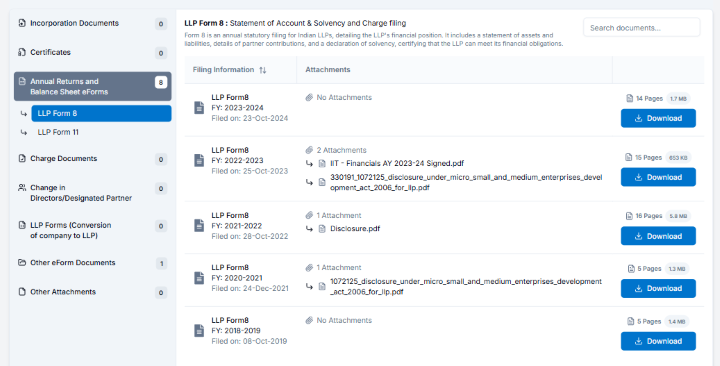 Incorporation Documents 0
Certificates 0
Annual Returns and
Balance Sheet eForms 8
LLP Form 8
LLP Form 11
Charge Documents 0
Change in
Directors/Designated Partner 0
LLP Forms (Conversion
of company to LLP) 0
Other eForm Documents 1
Other Attachments 0
LLP Form 8 : Statement of Account & Solvency and Charge filing
Form 8 is an annual statutory filing for Indian LLPs, detailing the LLP's financial position. It includes a statement of assets and
liabilities, details of partner contributions, and a declaration of solvency, certifying that the LLP can meet its financial obligations.
Search documents...
Filing Information Attachments
LLP Form8
FY: 2023-2024
Filed on: 23-Oct-2024
No Attachments
14 Pages 1.7 MB
Download
LLP Form8
FY: 2022-2023
Filed on: 25-Oct-2023
2 Attachments
IIT - Financials AY 2023-24 Signed.pdf
330191_1072125_disclosure_under_micro_small_and_medium_enterprises_devel
opment_act_2006_for_llp.pdf
15 Pages 653 KB
Download
LLP Form8
FY: 2021-2022
Filed on: 28-Oct-2022
1 Attachment
Disclosure.pdf
16 Pages 5.8 MB
Download
LLP Form8
FY: 2020-2021
Filed on: 24-Dec-2021
1 Attachment
1072125_disclosure_under_micro_small_and_medium_enterprises_development
_act_2006_for_llp.pdf
5 Pages 1.3 MB
Download
LLP Form8
FY: 2018-2019
Filed on: 08-Oct-2019
No Attachments
5 Pages 1.4 MB
Download